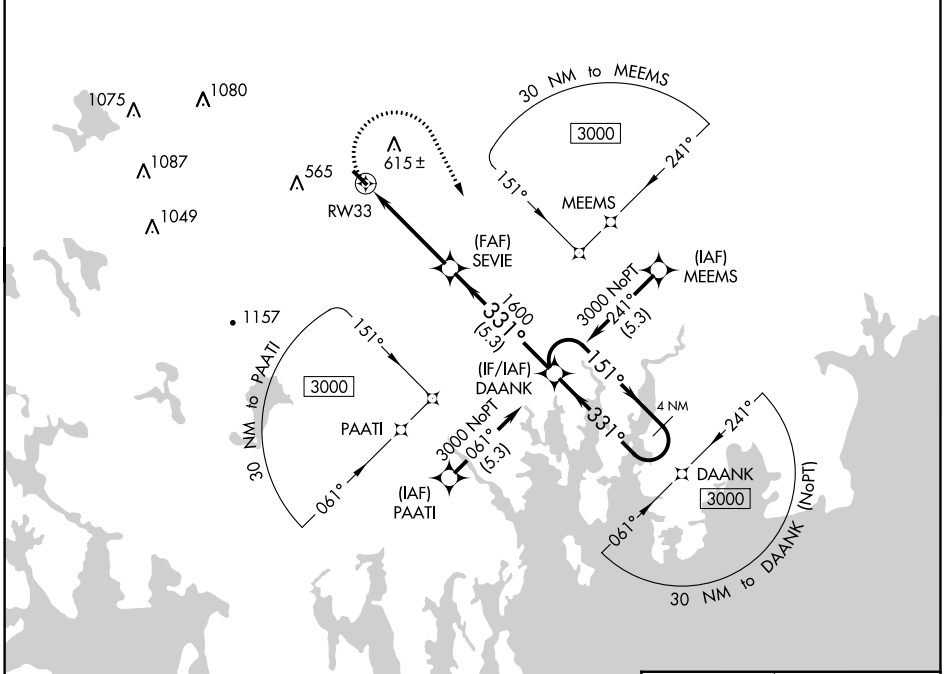 30 NM to MEEMS
1075
1080
3000
615 ±
241°
1087
565
151°
RW33
MEEMS
1049
(FAF)
SEVIE
(IAF)
MEEMS
3000 NoPT
241°
(5.3)
1600
331°
(5.3)
1157
151°
30 NM to PAATI
3000
(IF/IAF)
DAANK
151°
4 NM
331°
PAATI
3000 NoPT
061°
(5.3)
241°
DAANK
3000
061°
(IAF)
PAATI
061°
30 NM to DAANK (NoPT)